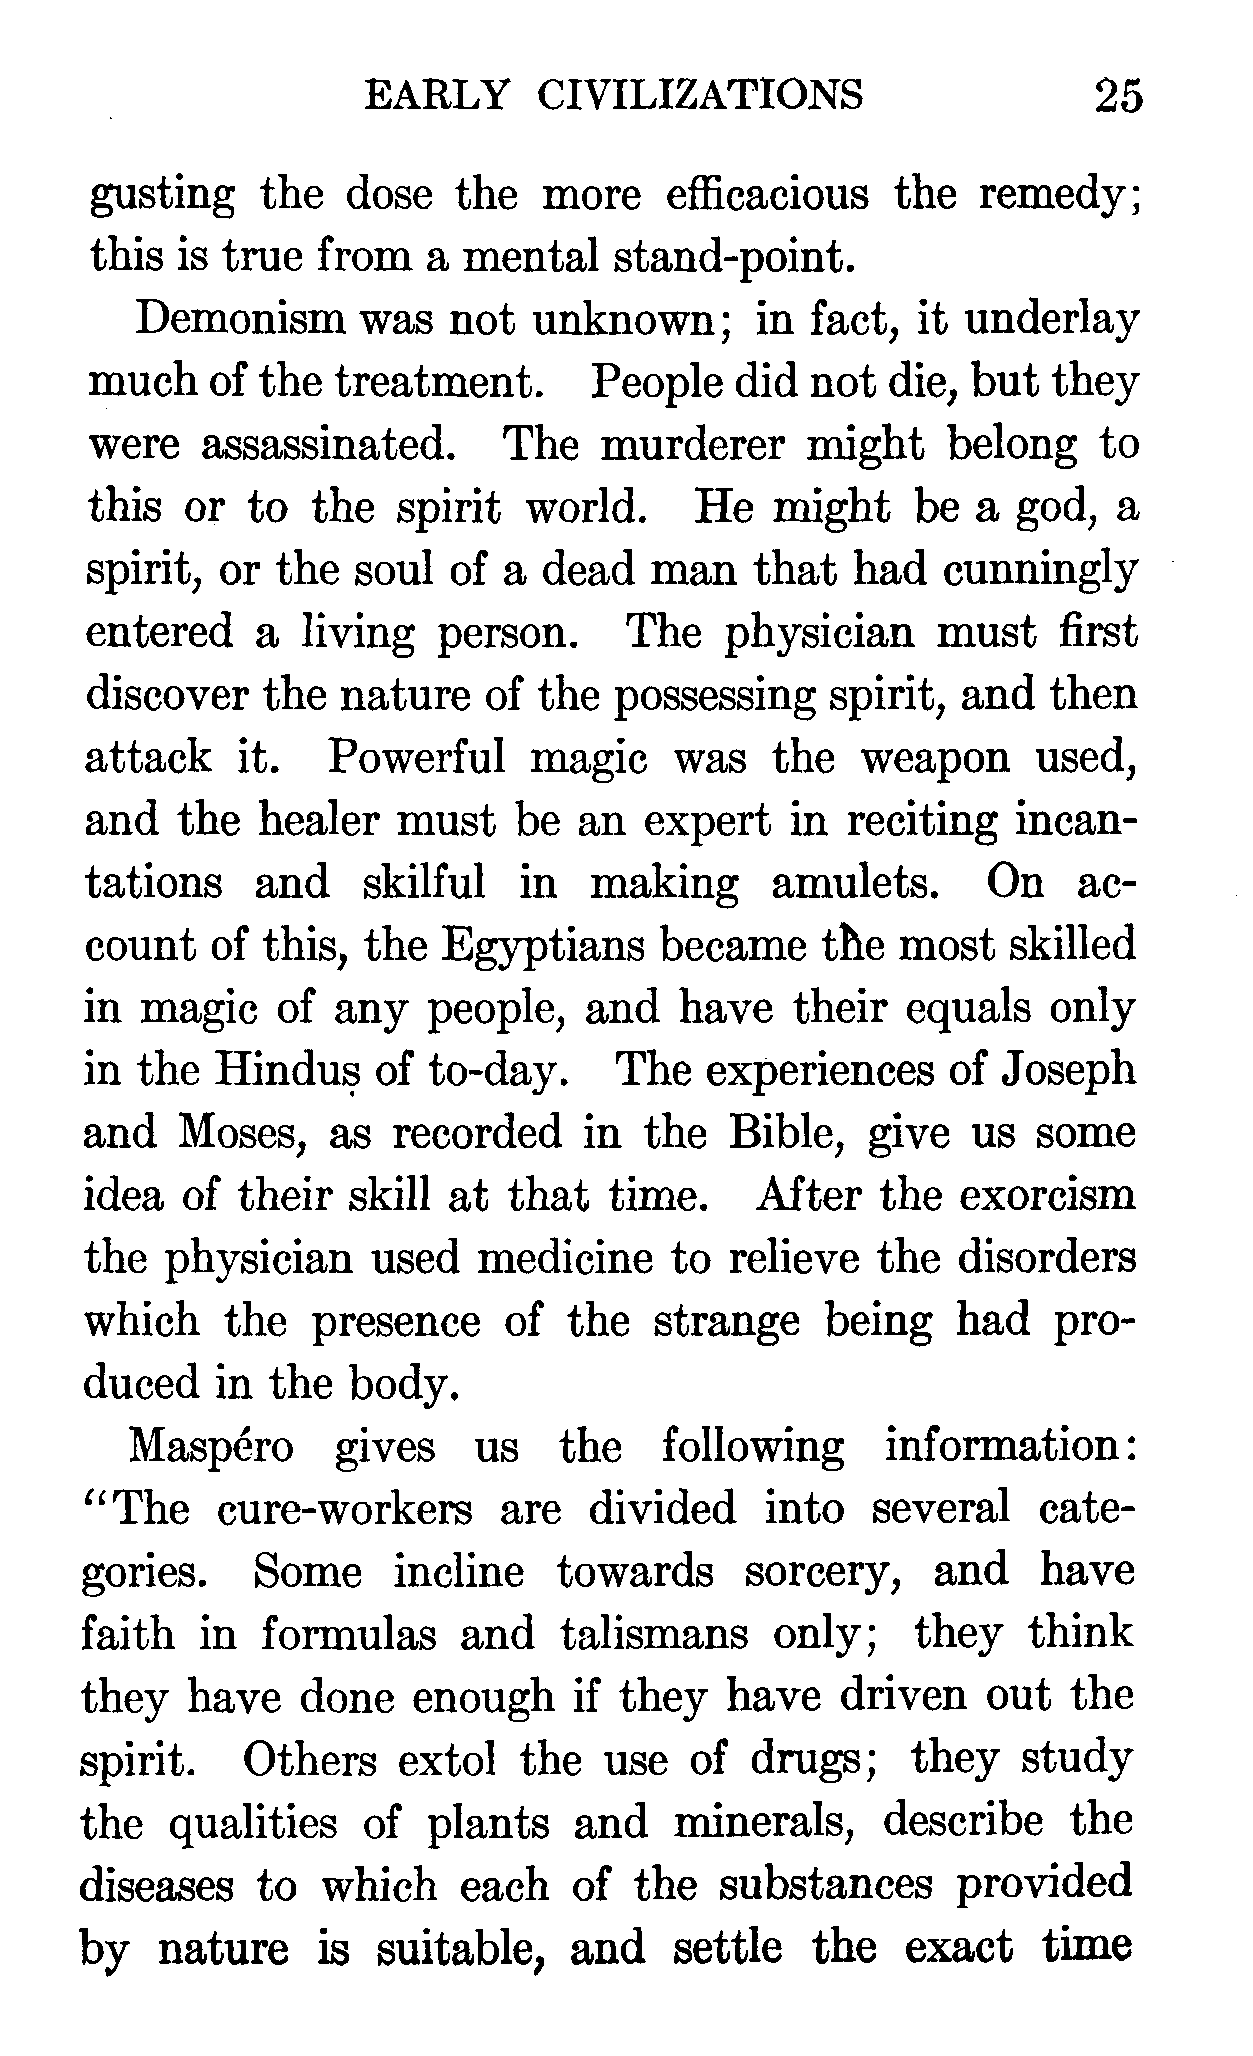 EARLY CIVILIZATIONS 25
gusting the dose the more efficacious the remedy;
this is true from a mental stand-point.
Demonism was not unknown; in fact, it underlay
much of the treatment. People did not die, but they
were assassinated. The murderer might belong to
this or to the spirit world. He might be a god, a
spirit, or the soul of a dead man that had cunningly
entered a living person. The physician must first
discover the nature of the possessing spirit, and then
attack it. Powerful magic was the weapon used,
and the healer must be an expert in reciting incan-
tations and skilful in making amulets. On ac-
count of this, the Egyptians became the most skilled
in magic of any people, and have their equals only
in the Hindus of to-day. The experiences of Joseph
and Moses, as recorded in the Bible, give us some
idea of their skill at that time. After the exorcism
the physician used medicine to relieve the disorders
which the presence of the strange being had pro-
duced in the body.
Maspéro gives us the following information:
“The cure-workers are divided into several cate-
gories. Some incline towards sorcery, and have
faith in formulas and talismans only; they think
they have done enough if they have driven out the
spirit. Others extol the use of drugs; they study
the qualities of plants and minerals, describe the
diseases to which each of the substances provided
by nature is suitable, and settle the exact time